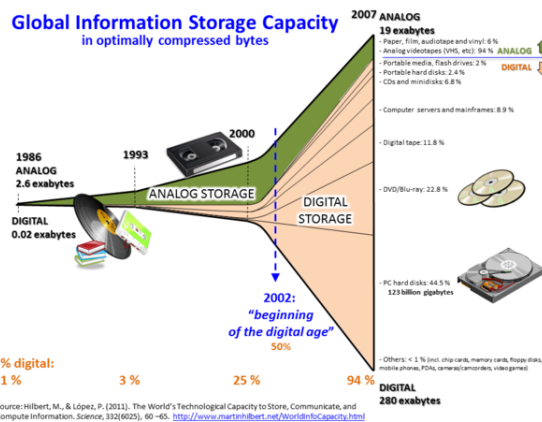 Global Information Storage Capacity
in optimally compressed bytes
2007 ANALOG
19 exabytes
- Paper, film, audiotape and vinyl: 6 %
- Analog videotapes (VHS, etc): 94 %
ANALOG
- Portable media, flash drives: 2 %
DIGITAL
- Portable hard disks: 2.4 %
- CDs and minidisks: 6.8 %
- Computer servers and mainframes: 8.9 %
- Digital tape: 11.8 %
- DVD/Blu-ray: 22.8 %
- PC hard disks: 44.5 %
123 billion gigabytes
- Others: < 1 % (incl. chip cards, memory cards, floppy disks,
mobile phones, PDAs, cameras/camcorders, video games)
DIGITAL
280 exabytes
1986
ANALOG
2.6 exabytes
DIGITAL
0.02 exabytes
1993
2000
ANALOG STORAGE
DIGITAL
STORAGE
2002:
"beginning
of the digital age"
50%
% digital:
1 %
3 %
25 %
94 %
ource: Hilbert, M., & López, P. (2011). The World's Technological Capacity to Store, Communicate, and
ompute Information. Science, 332(6025), 60 –65. http://www.martinhilbert.net/WorldInfoCapacity.html